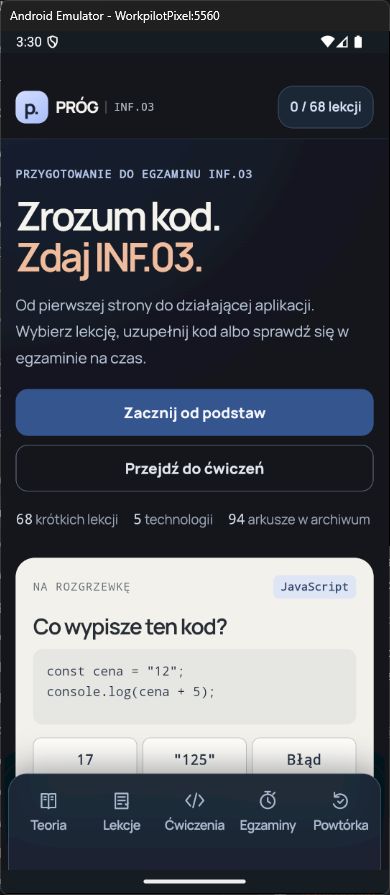 Android Emulator - WorkpilotPixel:5560
3:30
p. PRÓG | INF.03
0 / 68 lekcji
PRZYGOTOWANIE DO EGZAMINU INF.03
Zrozum kod.
Zdaj INF.03.
Od pierwszej strony do działającej aplikacji.
Wybierz lekcję, uzupełnij kod albo sprawdź się w
egzaminie na czas.
Zacznij od podstaw
Przejdź do ćwiczeń
68 krótkich lekcji 5 technologii 94 arkusze w archiwum
NA ROZGRZEWKĘ
JavaScript
Co wypisze ten kod?
const cena = "12";
console.log(cena + 5);
17 "125" Błąd
Teoria Lekcje Ćwiczenia Egzaminy Powtórka